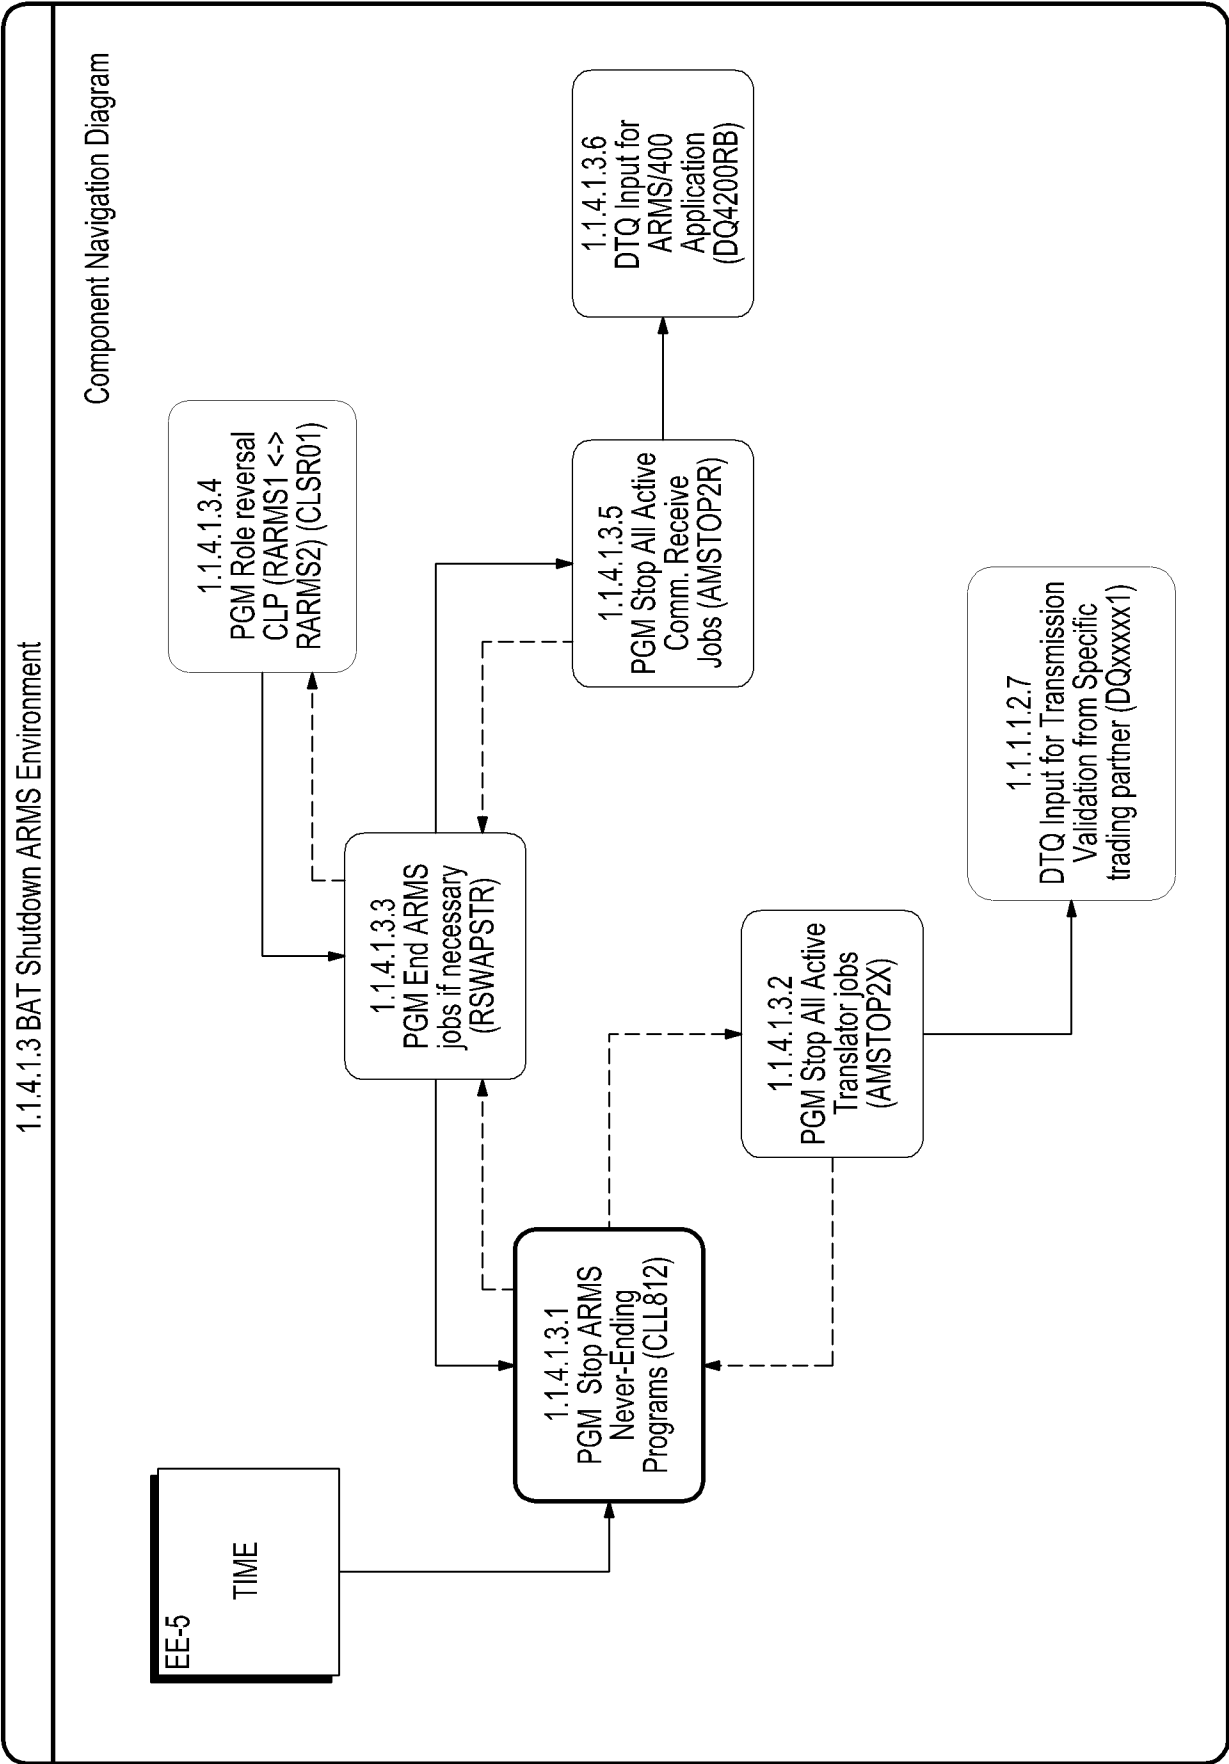 1.1.4.1.3 BAT Shutdown ARMS Environment
Component Navigation Diagram
EE-5
TIME
1.1.4.1.3.4
PGM Role reversal
CLP (RARMS1 <->
RARMS2) (CLSR01)
1.1.4.1.3.3
PGM End ARMS
jobs if necessary
(RSWAPSTR)
1.1.4.1.3.1
PGM  Stop ARMS
Never-Ending
Programs (CLL812)
1.1.4.1.3.5
PGM Stop All Active
Comm. Receive
Jobs (AMSTOP2R)
1.1.4.1.3.6
DTQ Input for
ARMS/400
Application
(DQ4200RB)
1.1.4.1.3.2
PGM Stop All Active
Translator jobs
(AMSTOP2X)
1.1.1.1.2.7
DTQ Input for Transmission
Validation from Specific
trading partner (DQxxxxx1)